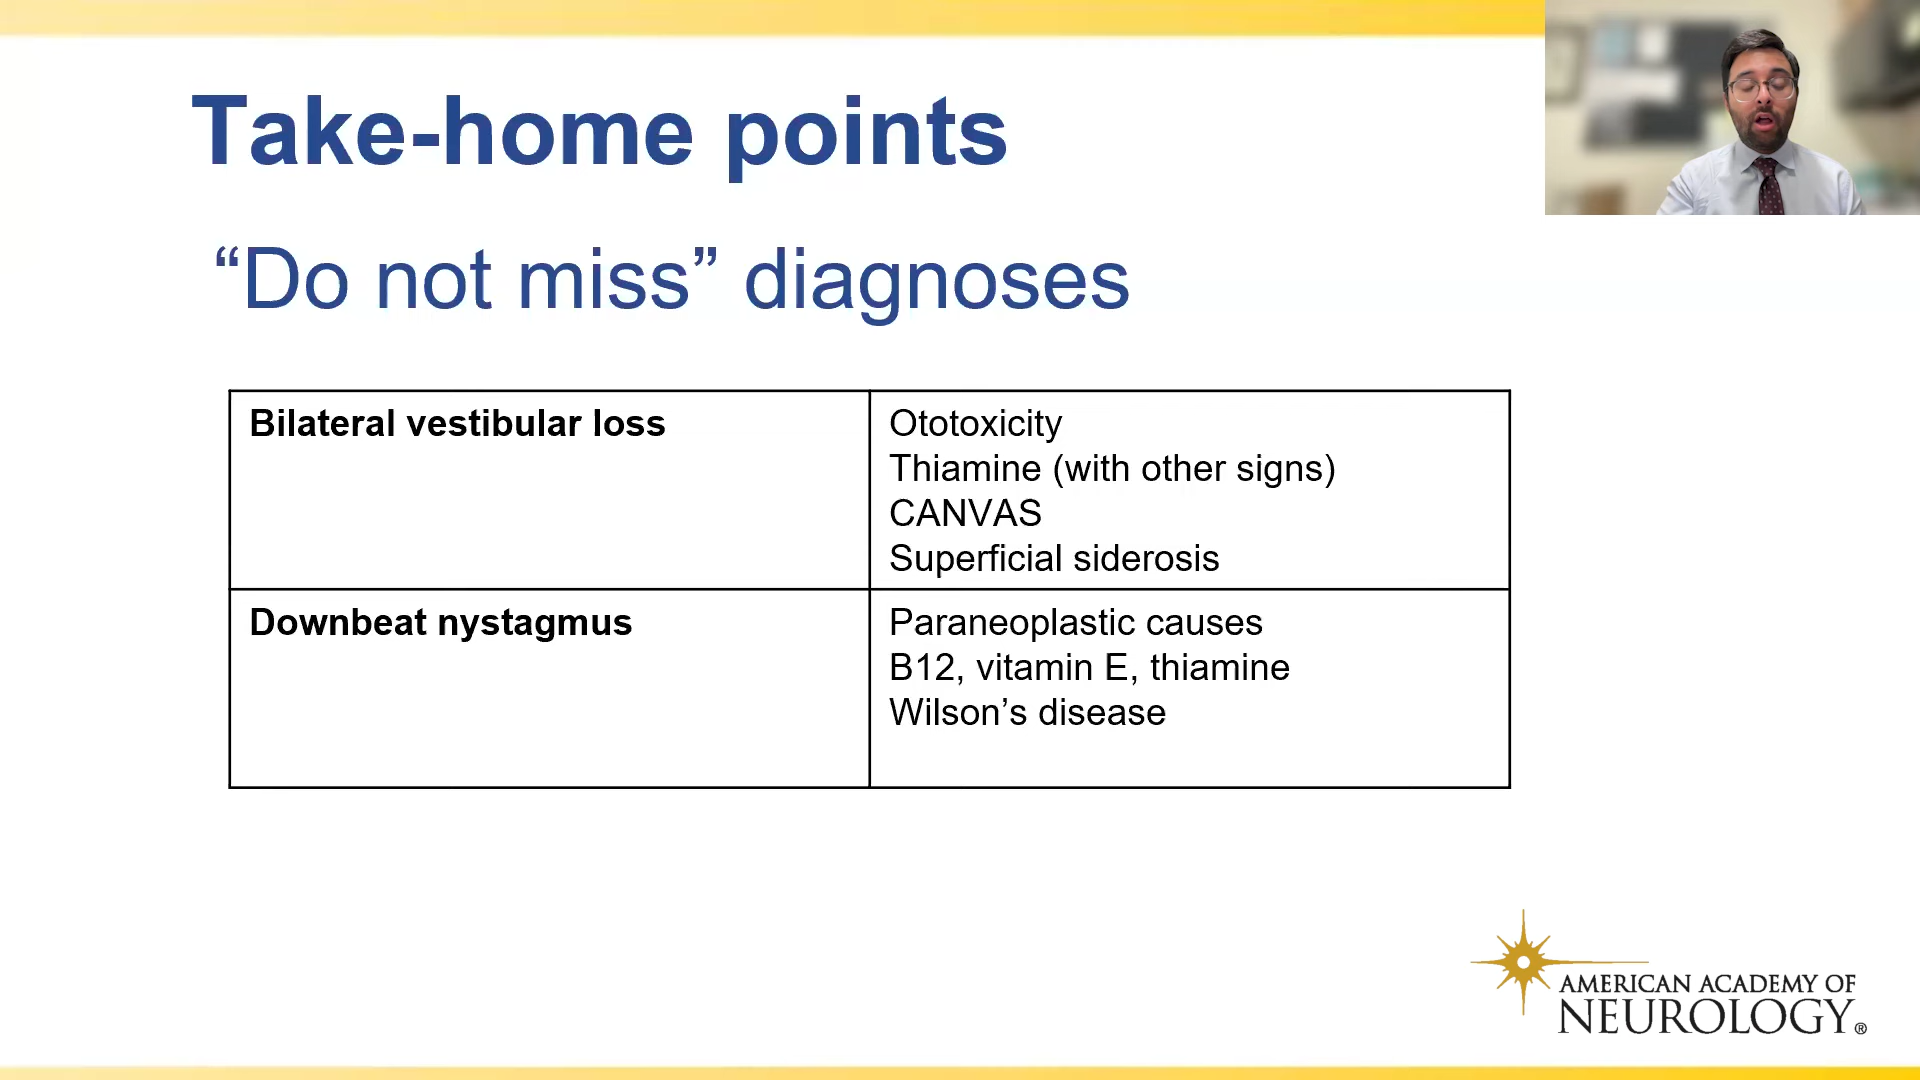 Take-home points
“Do not miss” diagnoses
Bilateral vestibular loss
Ototoxicity
Thiamine (with other signs)
CANVAS
Superficial siderosis
Downbeat nystagmus
Paraneoplastic causes
B12, vitamin E, thiamine
Wilson’s disease
AMERICAN ACADEMY OF
NEUROLOGY®